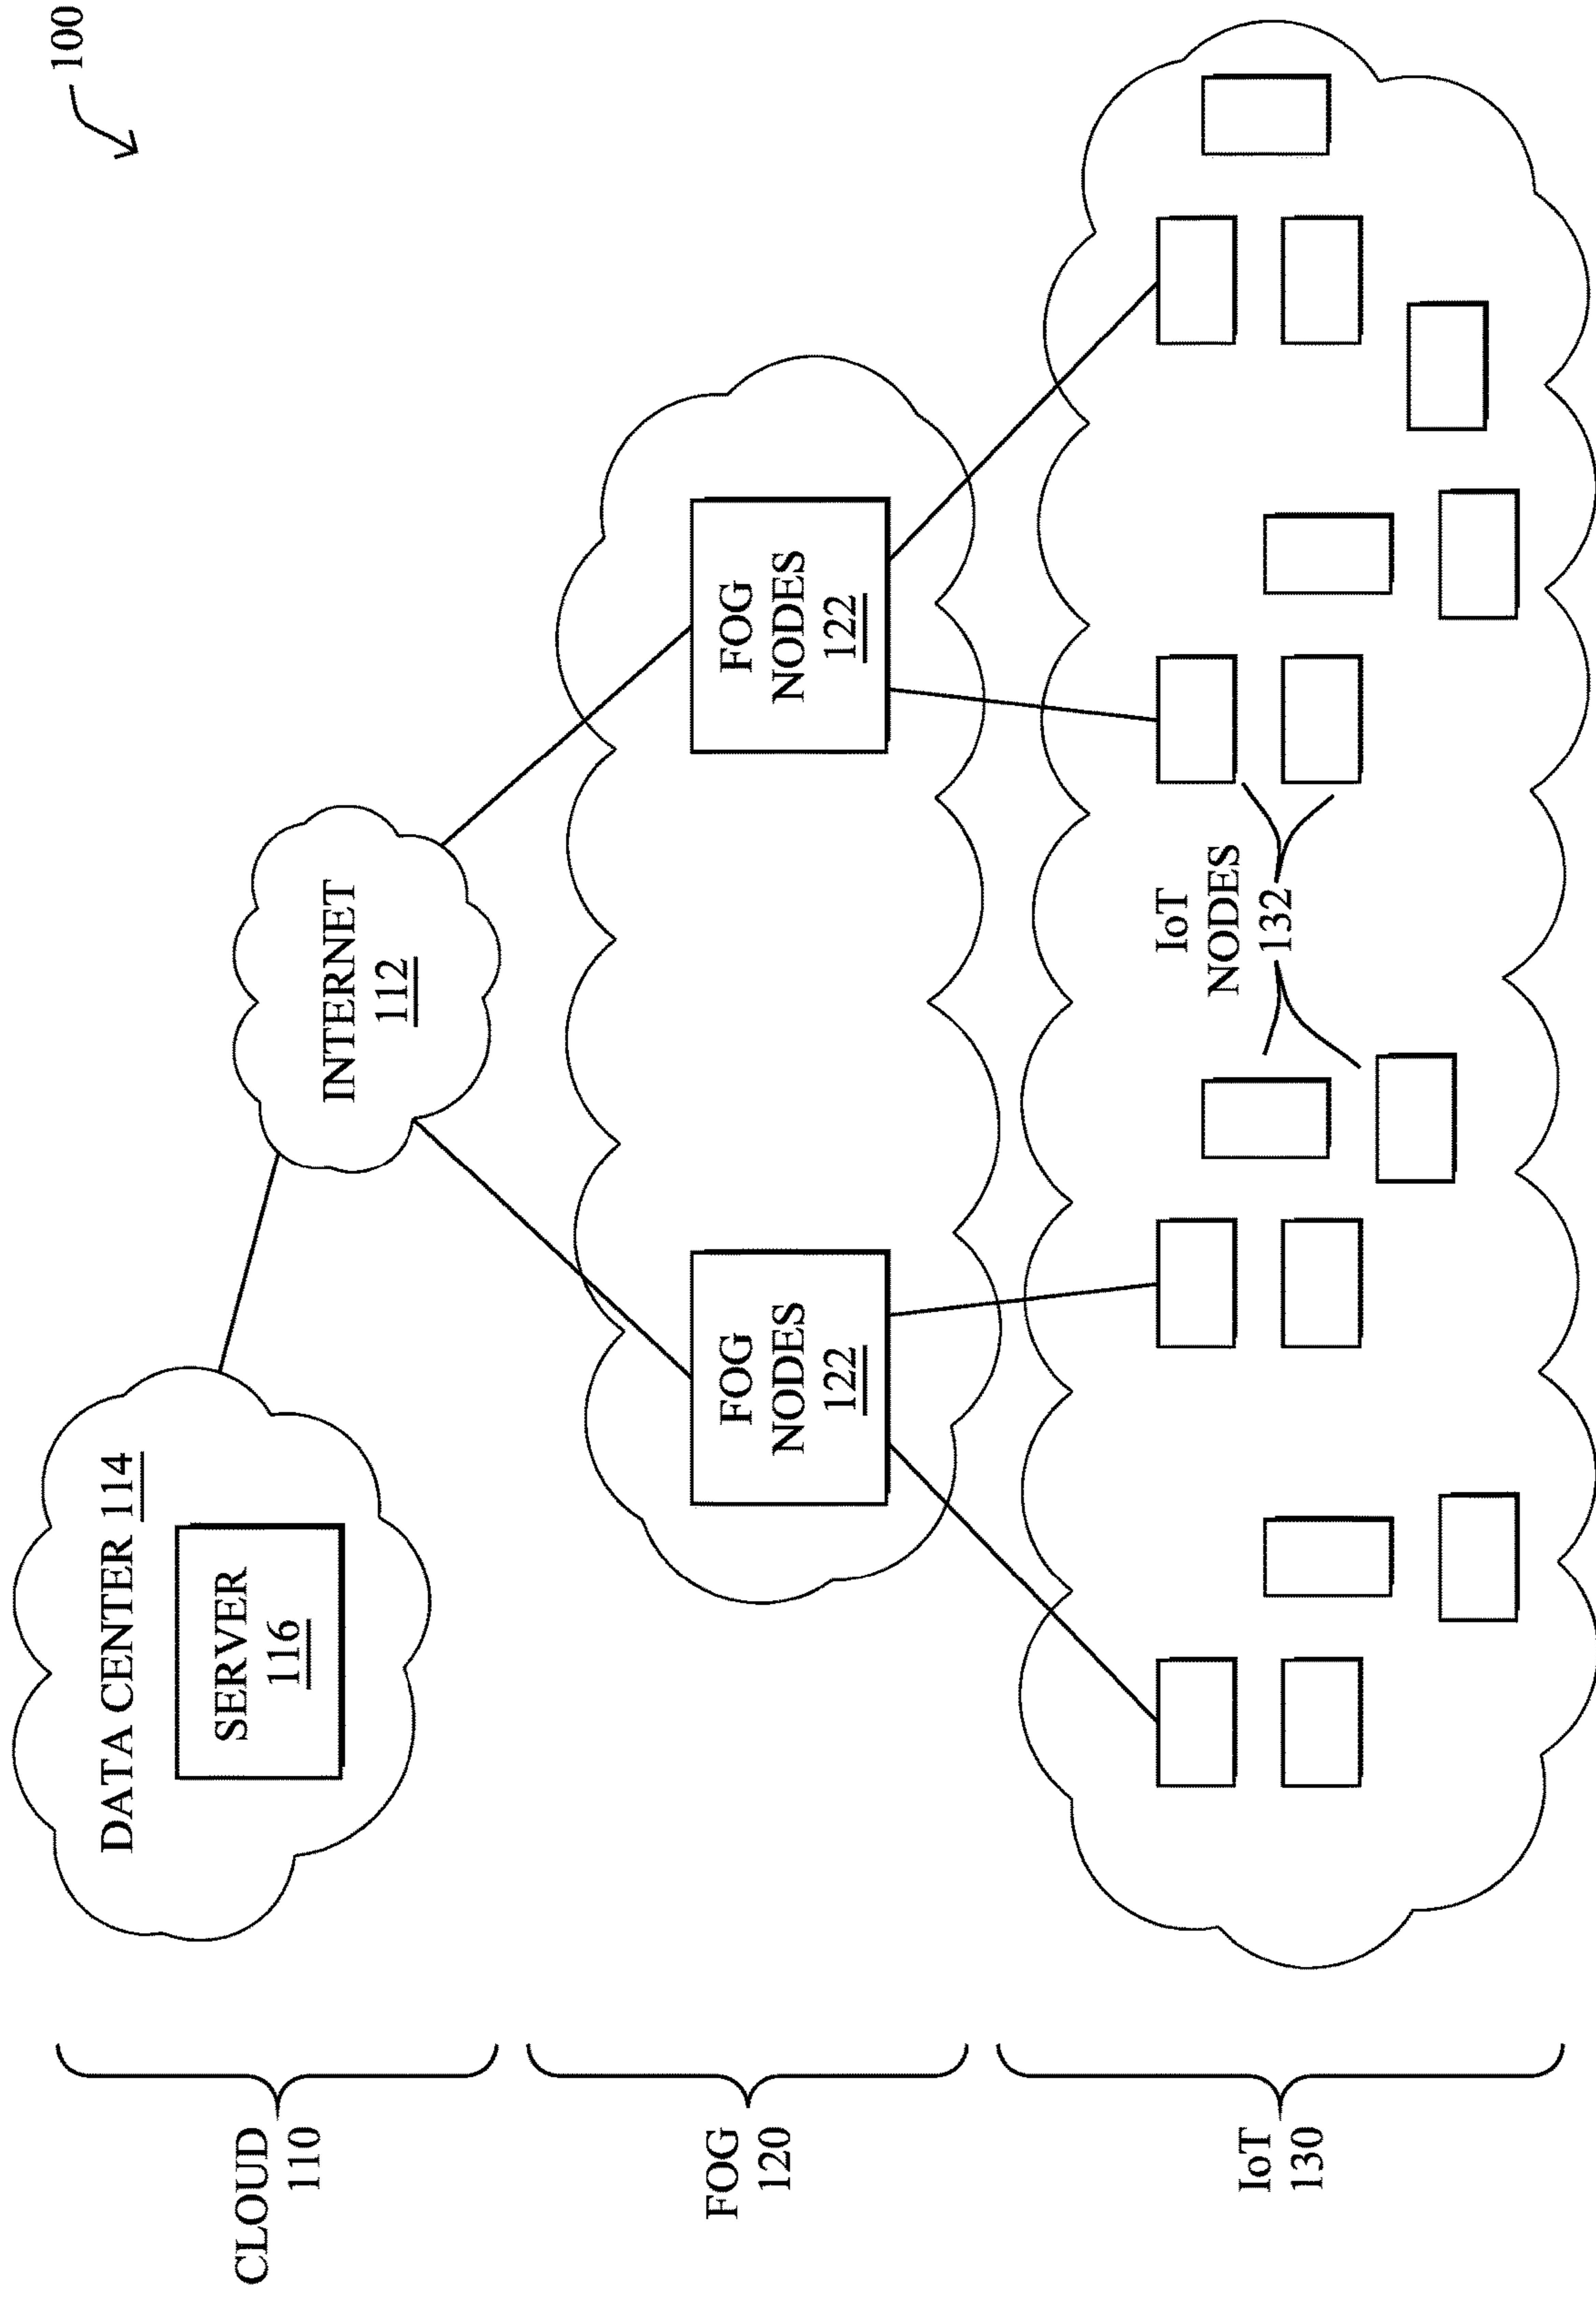 100
CLOUD
110
DATA CENTER 114
SERVER
116
INTERNET
112
FOG
120
FOG
NODES
122
FOG
NODES
122
IoT
130
IoT
NODES
132